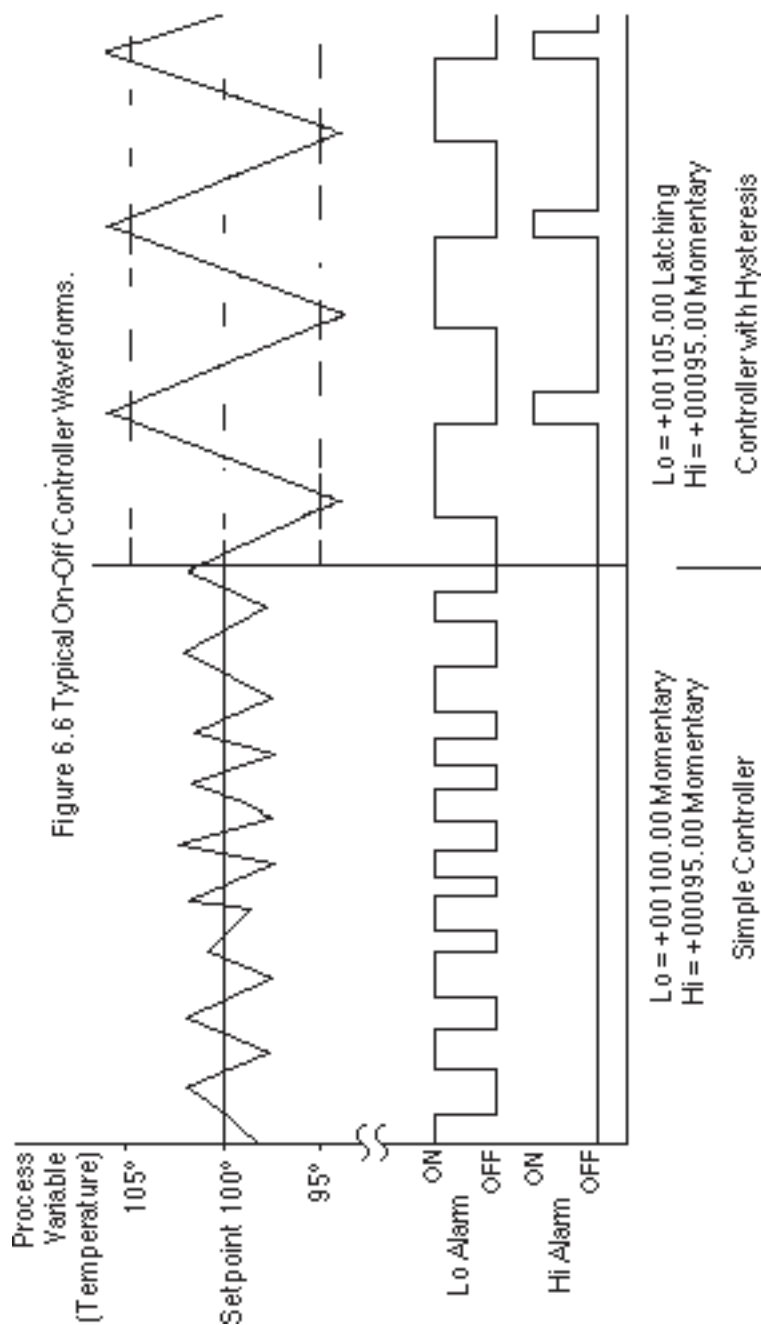 Figure 6.6 Typical On-Off Controller Waveforms.
Process
Variable
(Temperature)
105°
Setpoint 100°
95°
ON
Lo Alarm
OFF
ON
Hi Alarm
OFF
Lo = +00100.00 Momentary
Hi = +00095.00 Momentary
Simple Controller
Lo = +00105.00 Latching
Hi = +00095.00 Momentary
Controller with Hysteresis